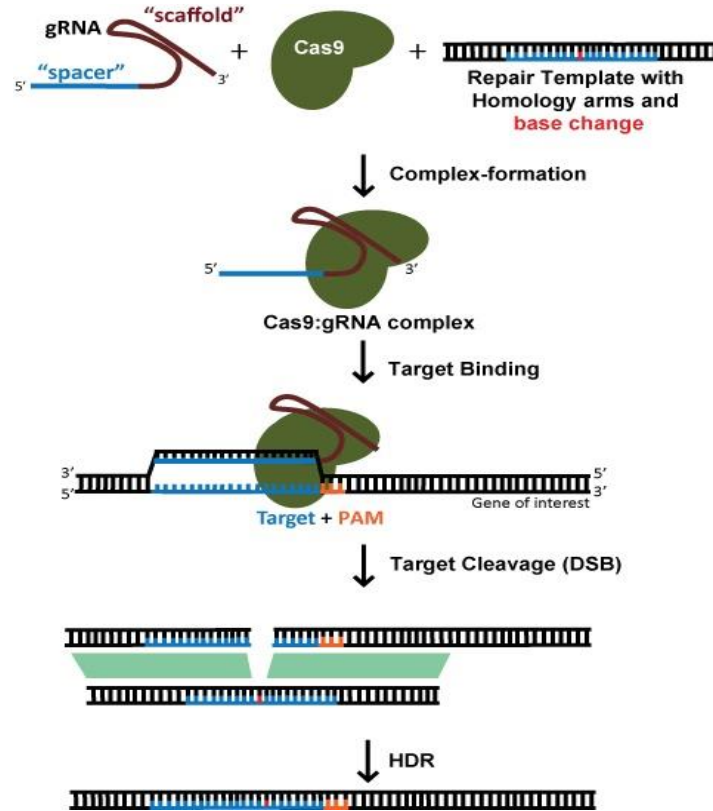 “scaffold”
gRNA
+
Cas9
+
“spacer”
5’
3’
Repair Template with
Homology arms and
base change
Complex-formation
5’
3’
Cas9:gRNA complex
Target Binding
3’
5’
5’
3’
Gene of interest
Target + PAM
Target Cleavage (DSB)
HDR